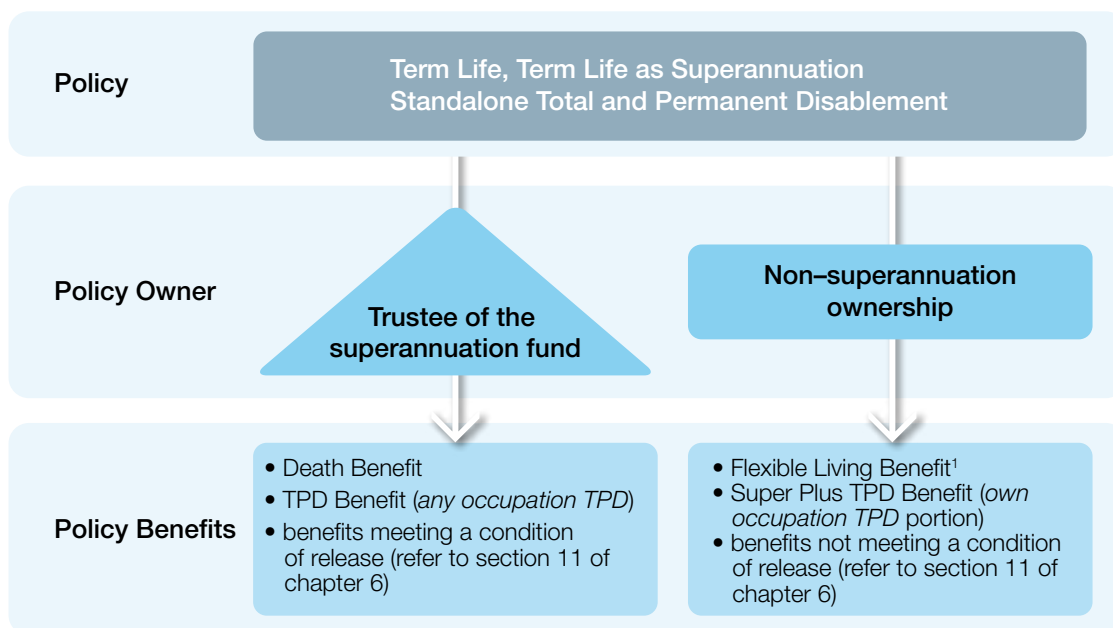 Policy
Term Life, Term Life as Superannuation
Standalone Total and Permanent Disablement
Policy Owner
Trustee of the
superannuation fund
Non–superannuation
ownership
Policy Benefits
• Death Benefit
• TPD Benefit (any occupation TPD)
• benefits meeting a condition
of release (refer to section 11 of
chapter 6)
• Flexible Living Benefit¹
• Super Plus TPD Benefit (own
occupation TPD portion)
• benefits not meeting a condition
of release (refer to section 11 of
chapter 6)